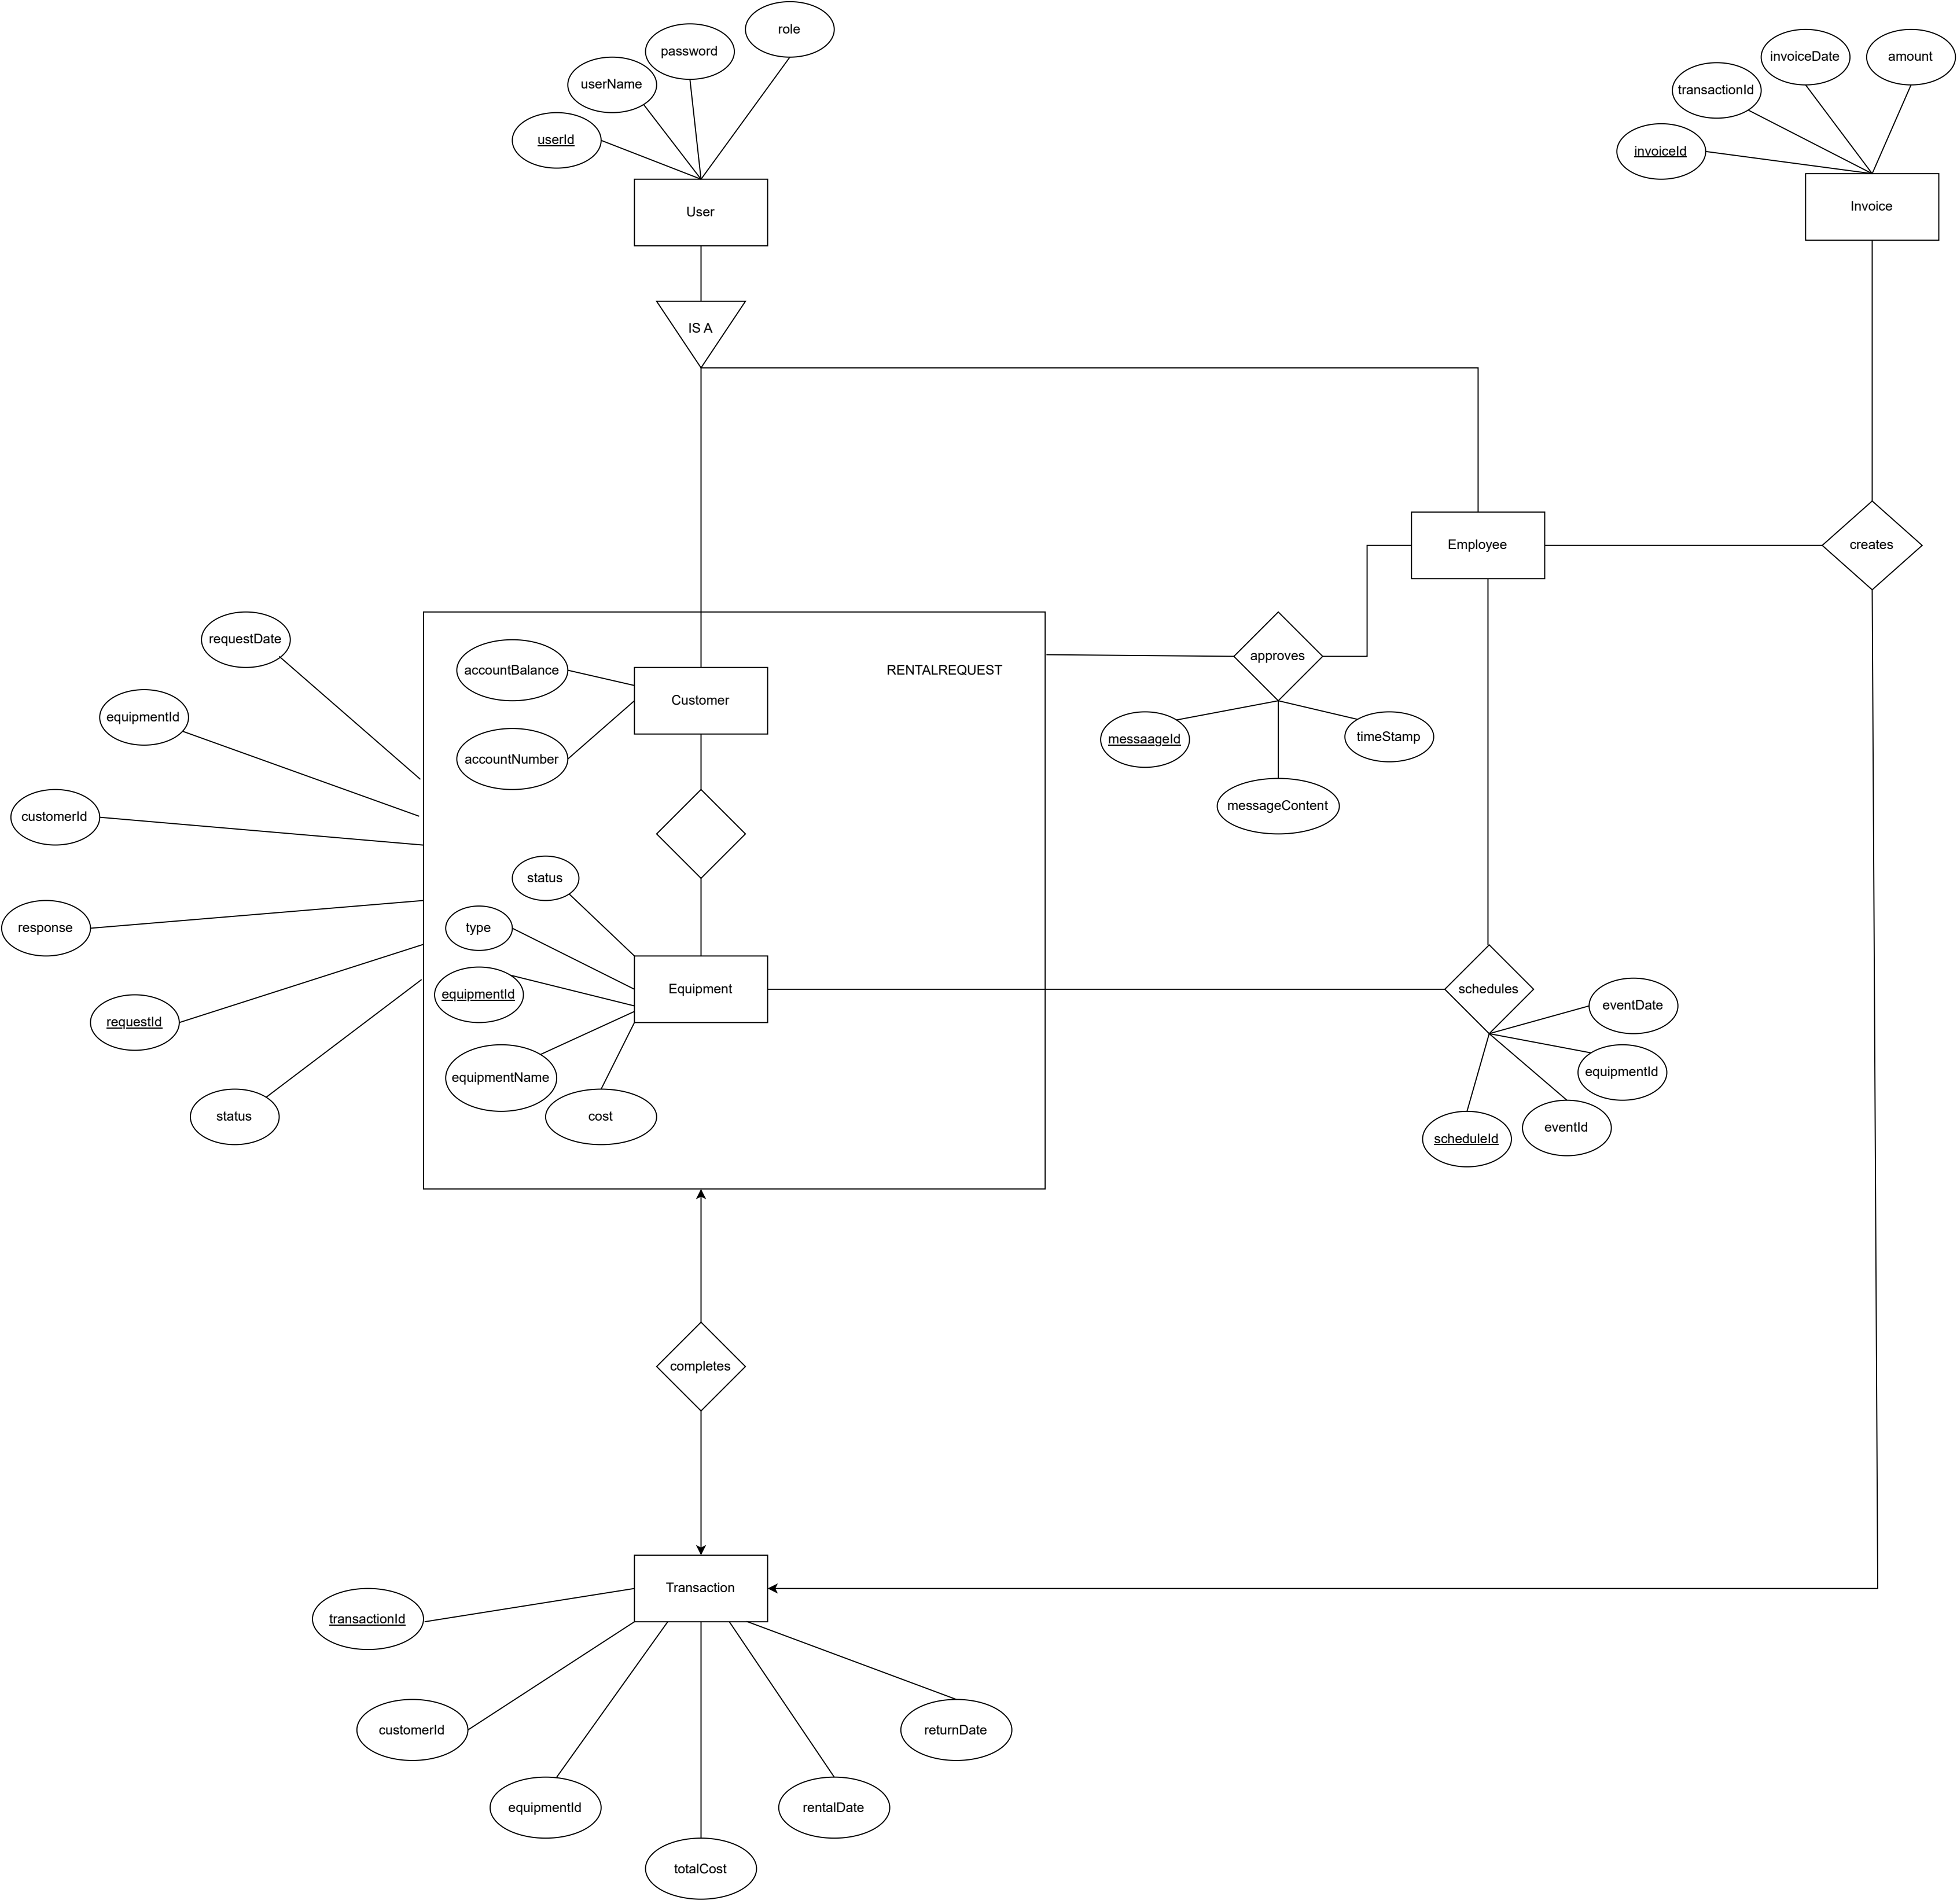 role
password
userName
userId
User
invoiceDate
amount
transactionId
invoiceId
Invoice
IS A
Employee
creates
requestDate
equipmentId
customerId
response
requestId
status
accountBalance
accountNumber
Customer
RENTALREQUEST
status
type
equipmentId
equipmentName
cost
Equipment
approves
messaageId
messageContent
timeStamp
schedules
eventDate
equipmentId
eventId
scheduleId
completes
Transaction
transactionId
customerId
equipmentId
totalCost
rentalDate
returnDate